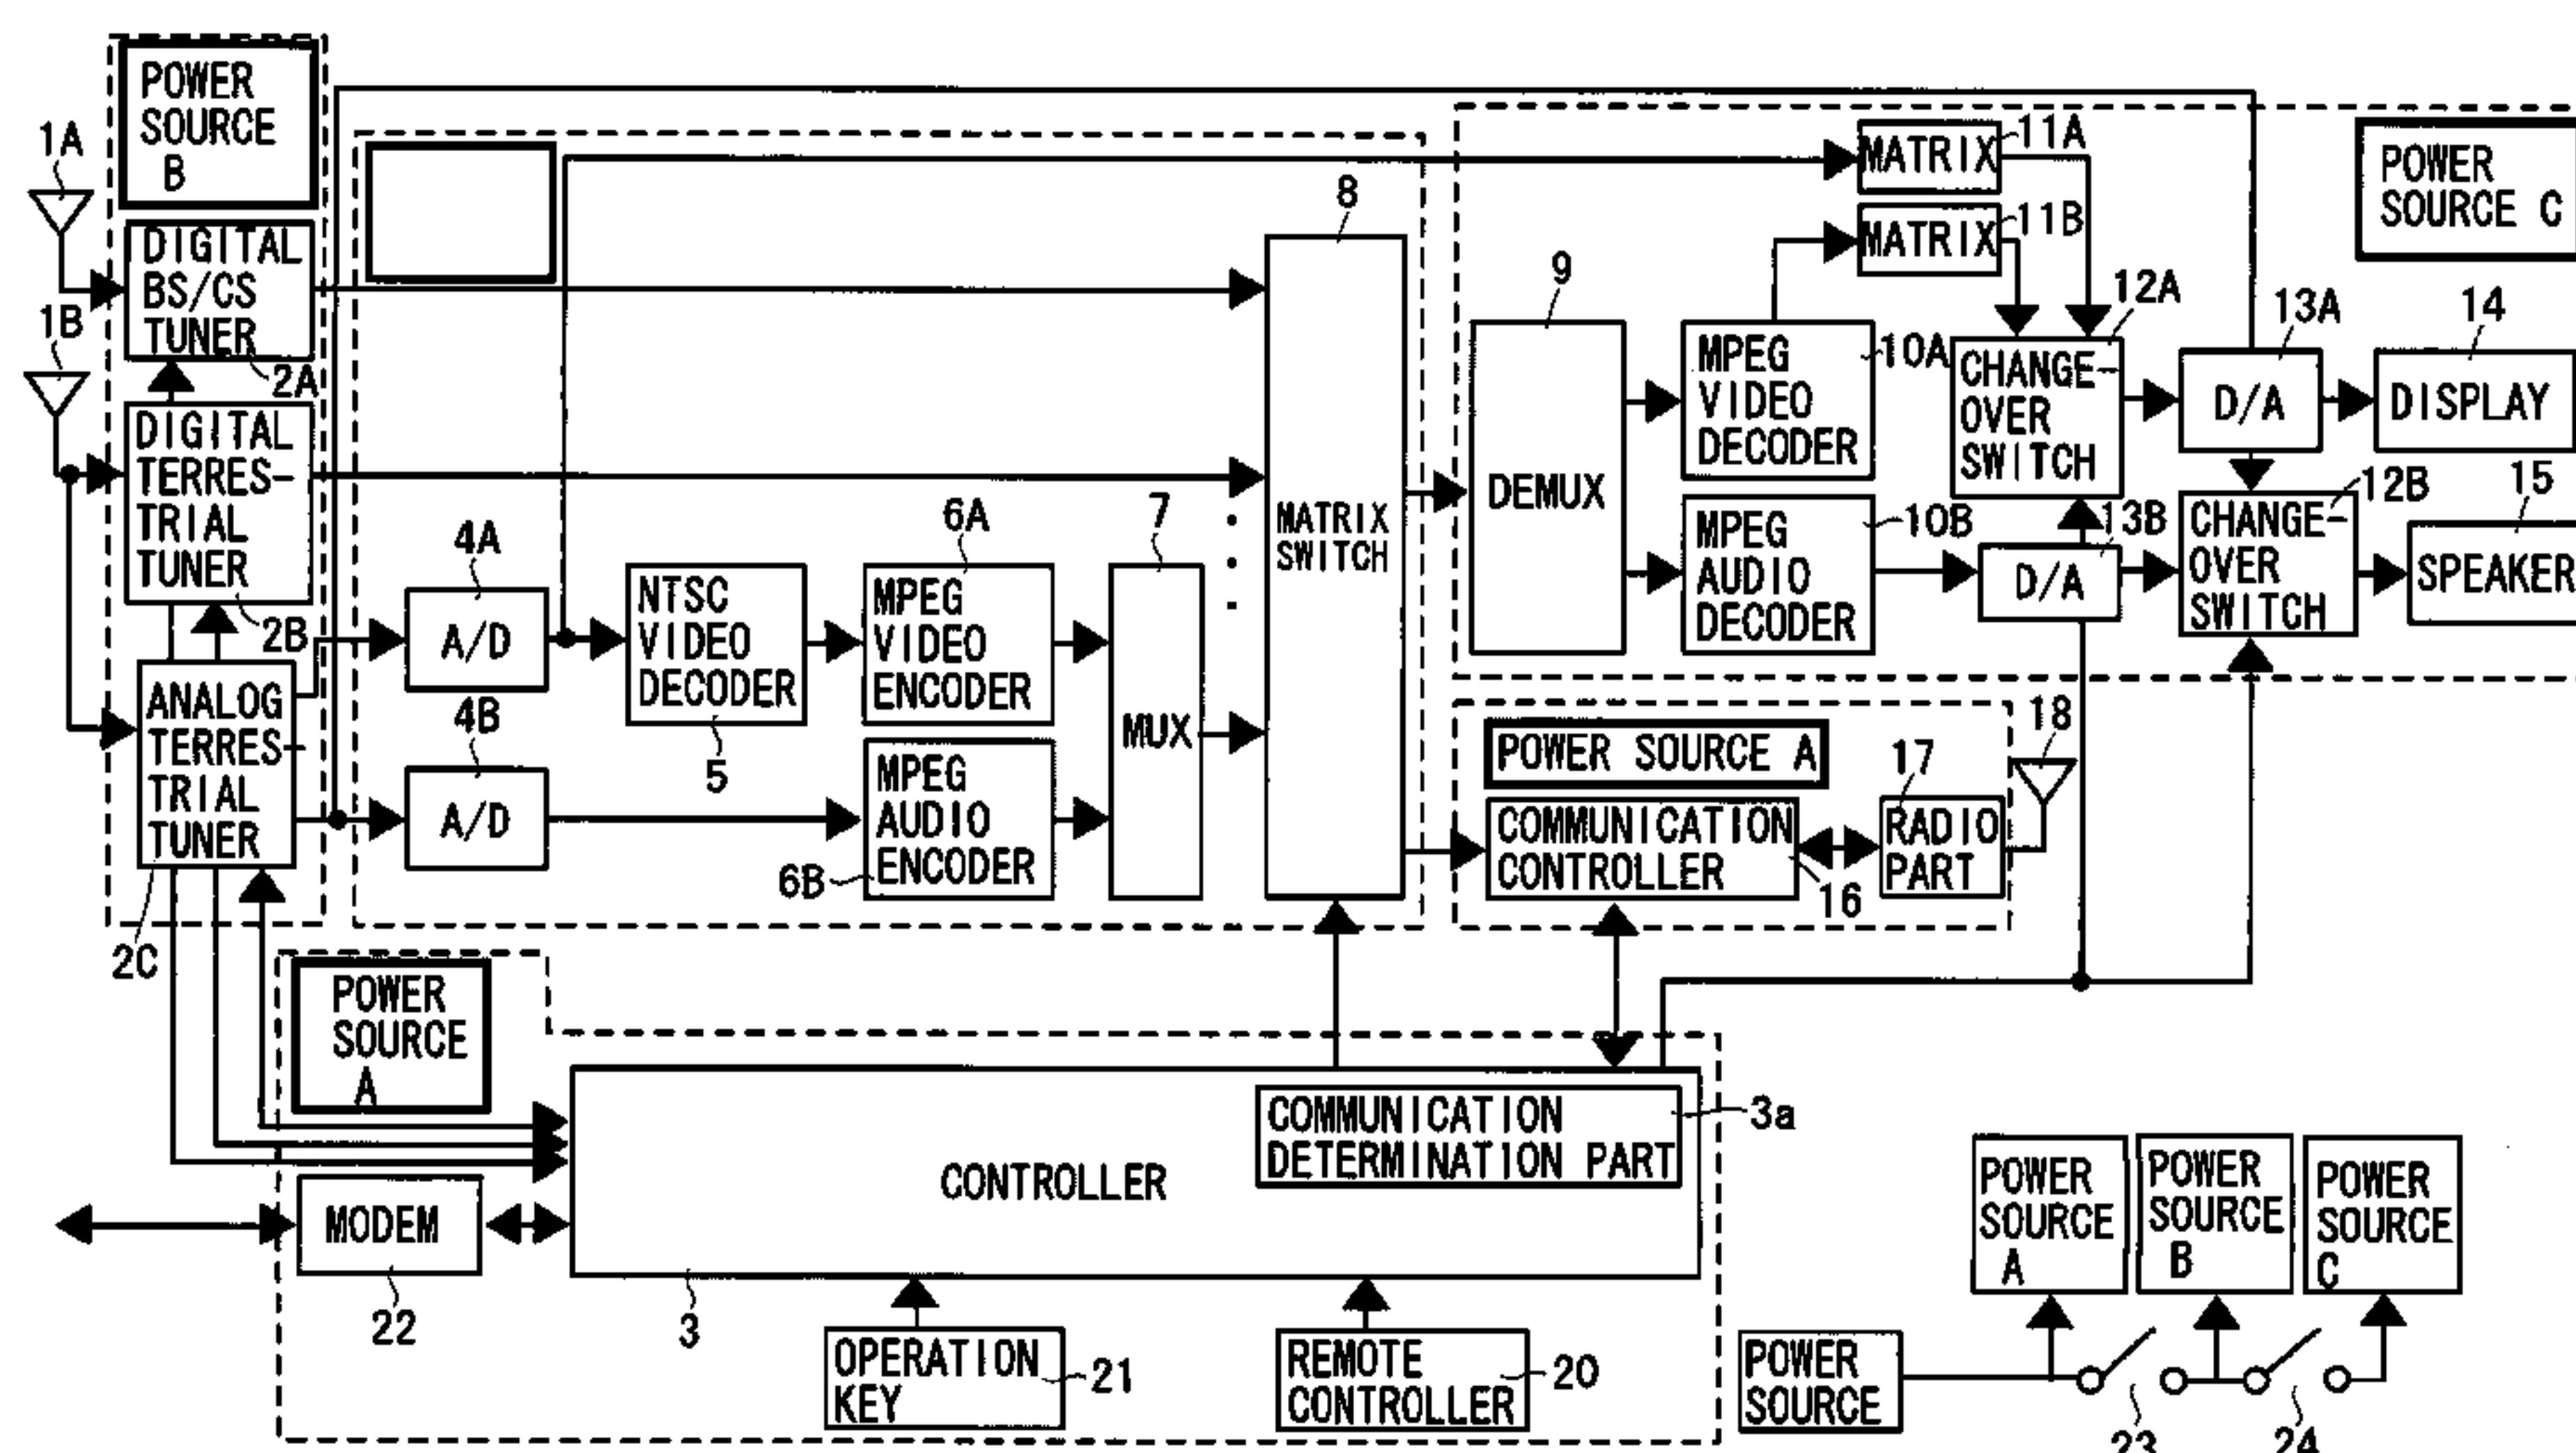 POWER
SOURCE
B
1A
DIGITAL
BS/CS
TUNER
2A
1B
DIGITAL
TERRES-
TRIAL
TUNER
2B
ANALOG
TERRES-
TRIAL
TUNER
2C
4A
A/D
4B
A/D
NTSC
VIDEO
DECODER
5
6A
MPEG
VIDEO
ENCODER
MPEG
AUDIO
ENCODER
6B
7
MUX
8
MATRIX
SWITCH
9
DEMUX
MPEG
VIDEO
DECODER
10A
MPEG
AUDIO
DECODER
10B
MATRIX
11A
MATRIX
11B
POWER
SOURCE C
12A
CHANGE-
OVER
SWITCH
13A
D/A
14
DISPLAY
13B
D/A
12B
CHANGE-
OVER
SWITCH
15
SPEAKER
POWER SOURCE A
COMMUNICATION
CONTROLLER
16
17
RADIO
PART
18
POWER
SOURCE
A
COMMUNICATION
DETERMINATION PART
3a
CONTROLLER
3
MODEM
22
OPERATION
KEY
21
REMOTE
CONTROLLER
20
POWER
SOURCE
A
POWER
SOURCE
B
POWER
SOURCE
C
POWER
SOURCE
23
24